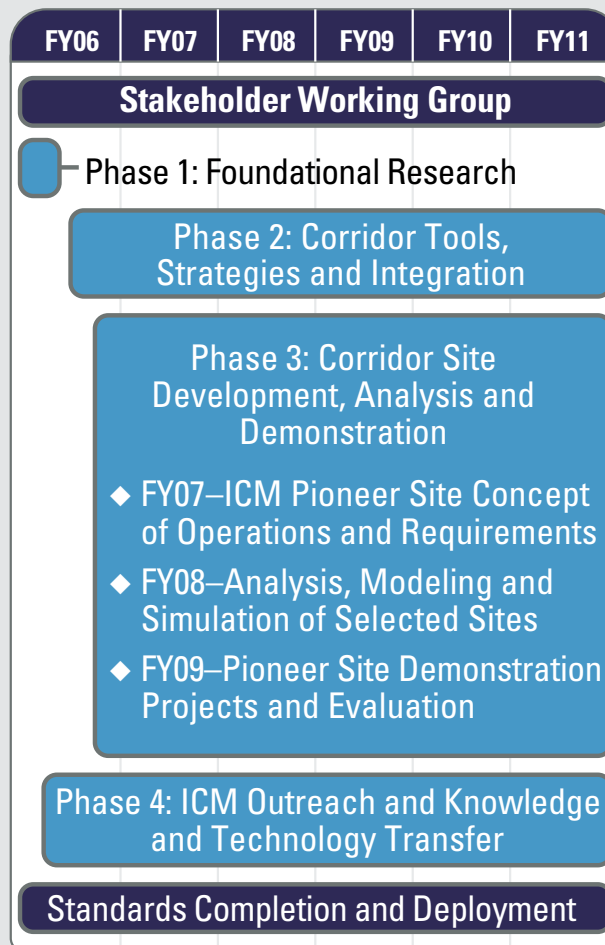 FY06 FY07 FY08 FY09 FY10 FY11
Stakeholder Working Group
Phase 1: Foundational Research
Phase 2: Corridor Tools,
Strategies and Integration
Phase 3: Corridor Site
Development, Analysis and
Demonstration
◆ FY07–ICM Pioneer Site Concept
of Operations and Requirements
◆ FY08–Analysis, Modeling and
Simulation of Selected Sites
◆ FY09–Pioneer Site Demonstration
Projects and Evaluation
Phase 4: ICM Outreach and Knowledge
and Technology Transfer
Standards Completion and Deployment